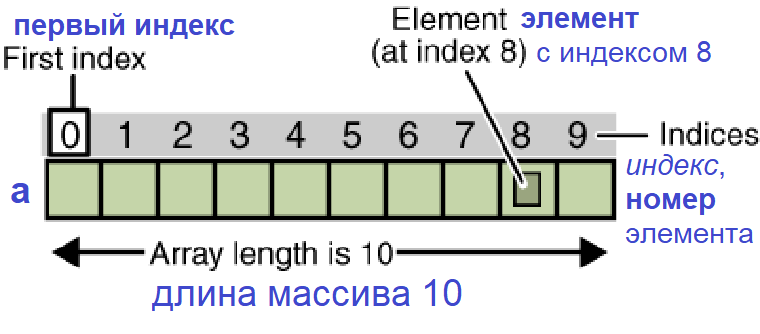 первый индекс
First index
Element элемент
(at index 8) с индексом 8
0 1 2 3 4 5 6 7 8 9
Indices
индекс,
номер
элемента
a
Array length is 10
длина массива 10